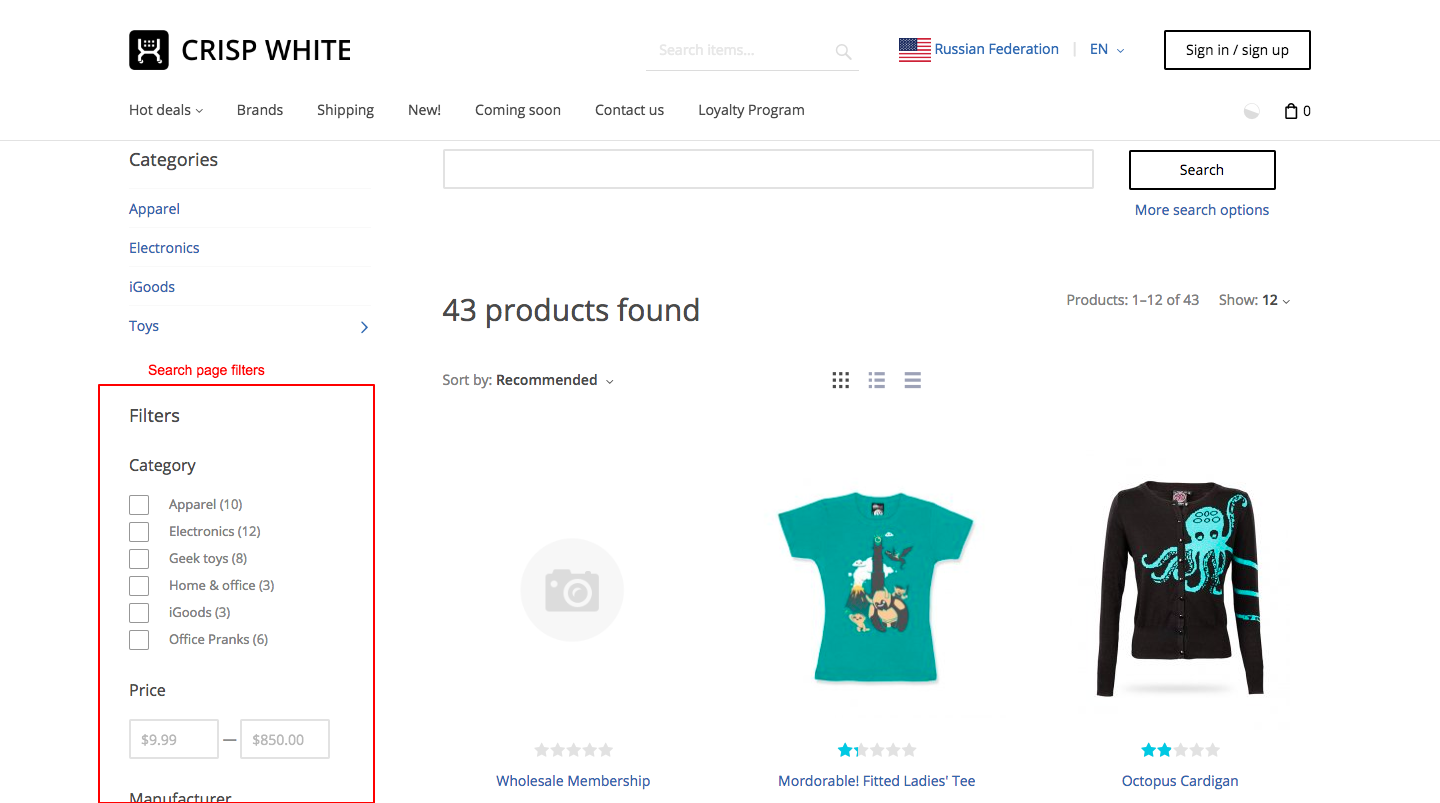 CRISP WHITE
Search items...
Russian Federation
EN
Sign in / sign up
Hot deals
Brands
Shipping
New!
Coming soon
Contact us
Loyalty Program
0
Categories
Apparel
Electronics
iGoods
Toys
Search
More search options
43 products found
Products: 1–12 of 43
Show: 12
Sort by: Recommended
Search page filters
Filters
Category
Apparel (10)
Electronics (12)
Geek toys (8)
Home & office (3)
iGoods (3)
Office Pranks (6)
Price
$9.99 — $850.00
Manufacturer
Wholesale Membership
Mordorable! Fitted Ladies' Tee
Octopus Cardigan